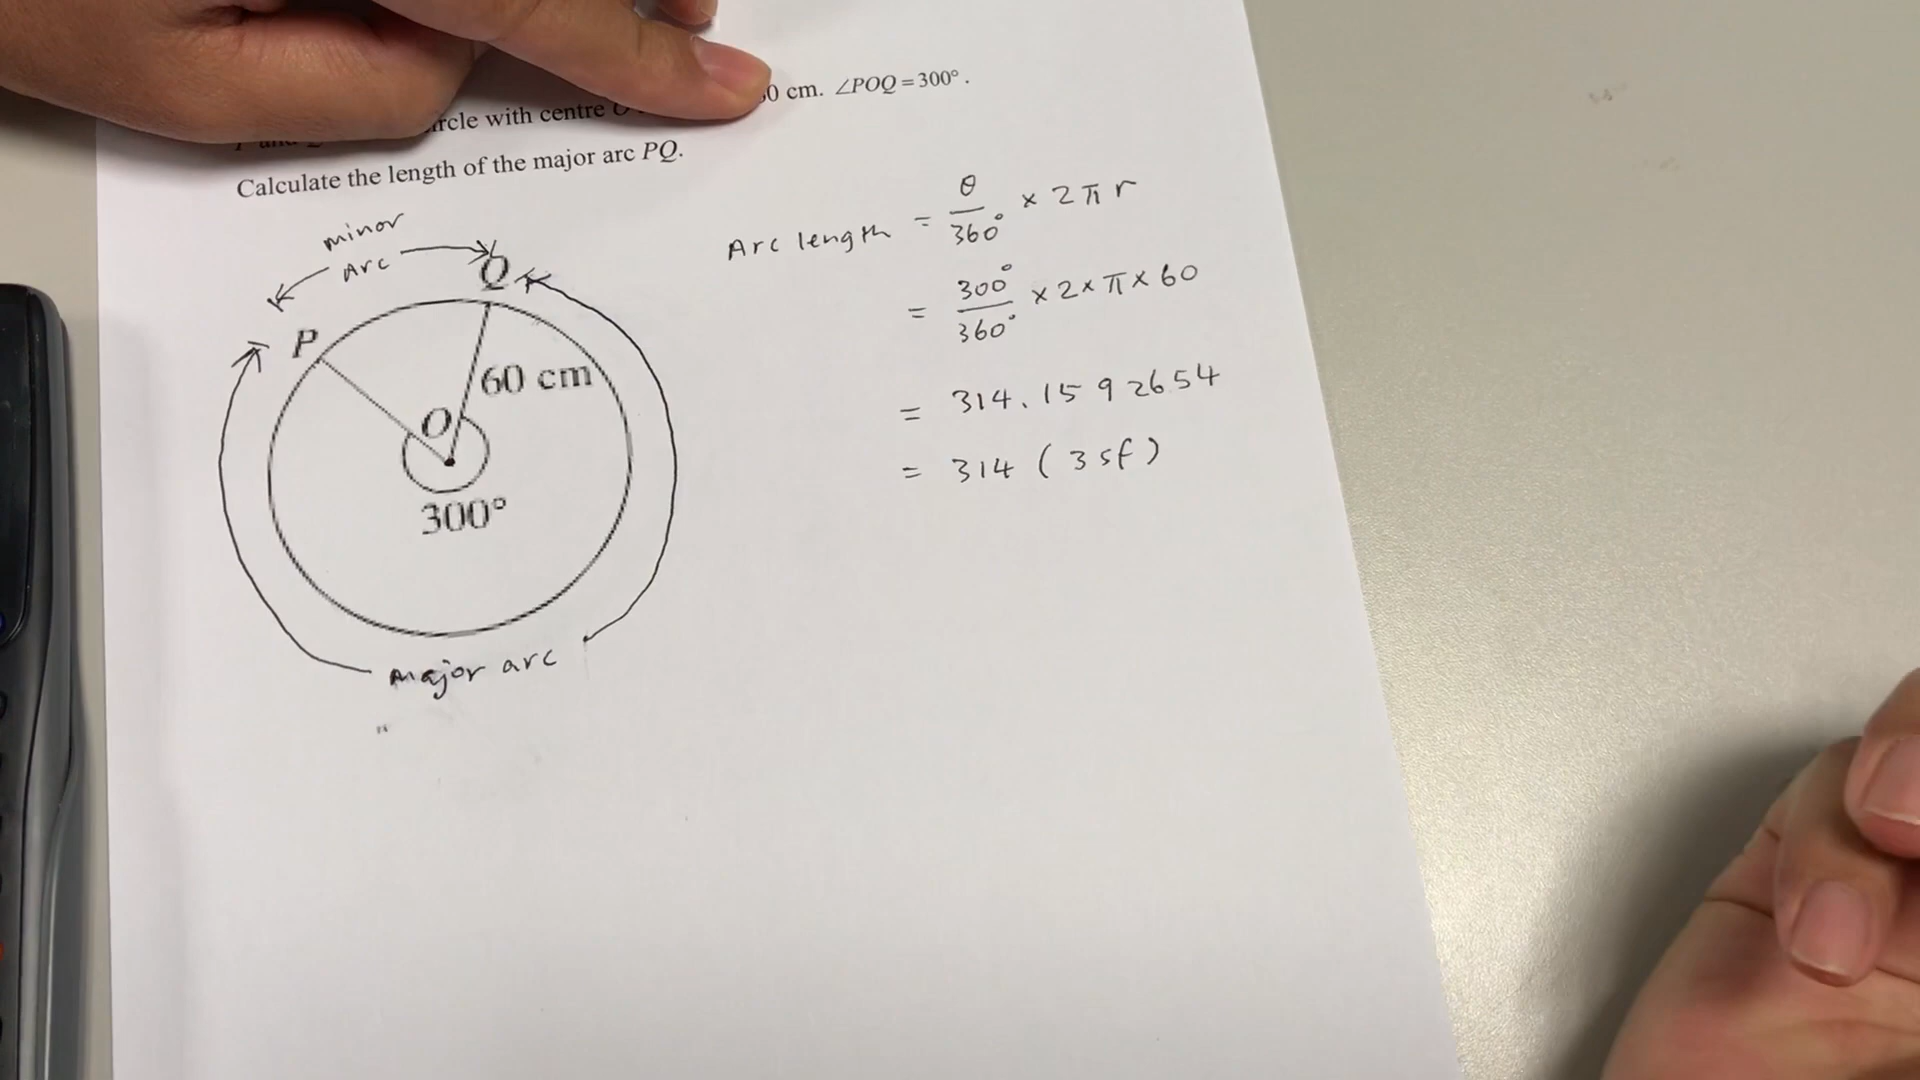 0 cm. ∠POQ = 300°.
rcle with centre O
P and
Calculate the length of the major arc PQ.
minor
Arc
Q
P
60 cm
O
300°
major arc
Arc length = θ/360° × 2πr
= 300°/360° × 2 × π × 60
= 314.1592654
= 314 (3sf)